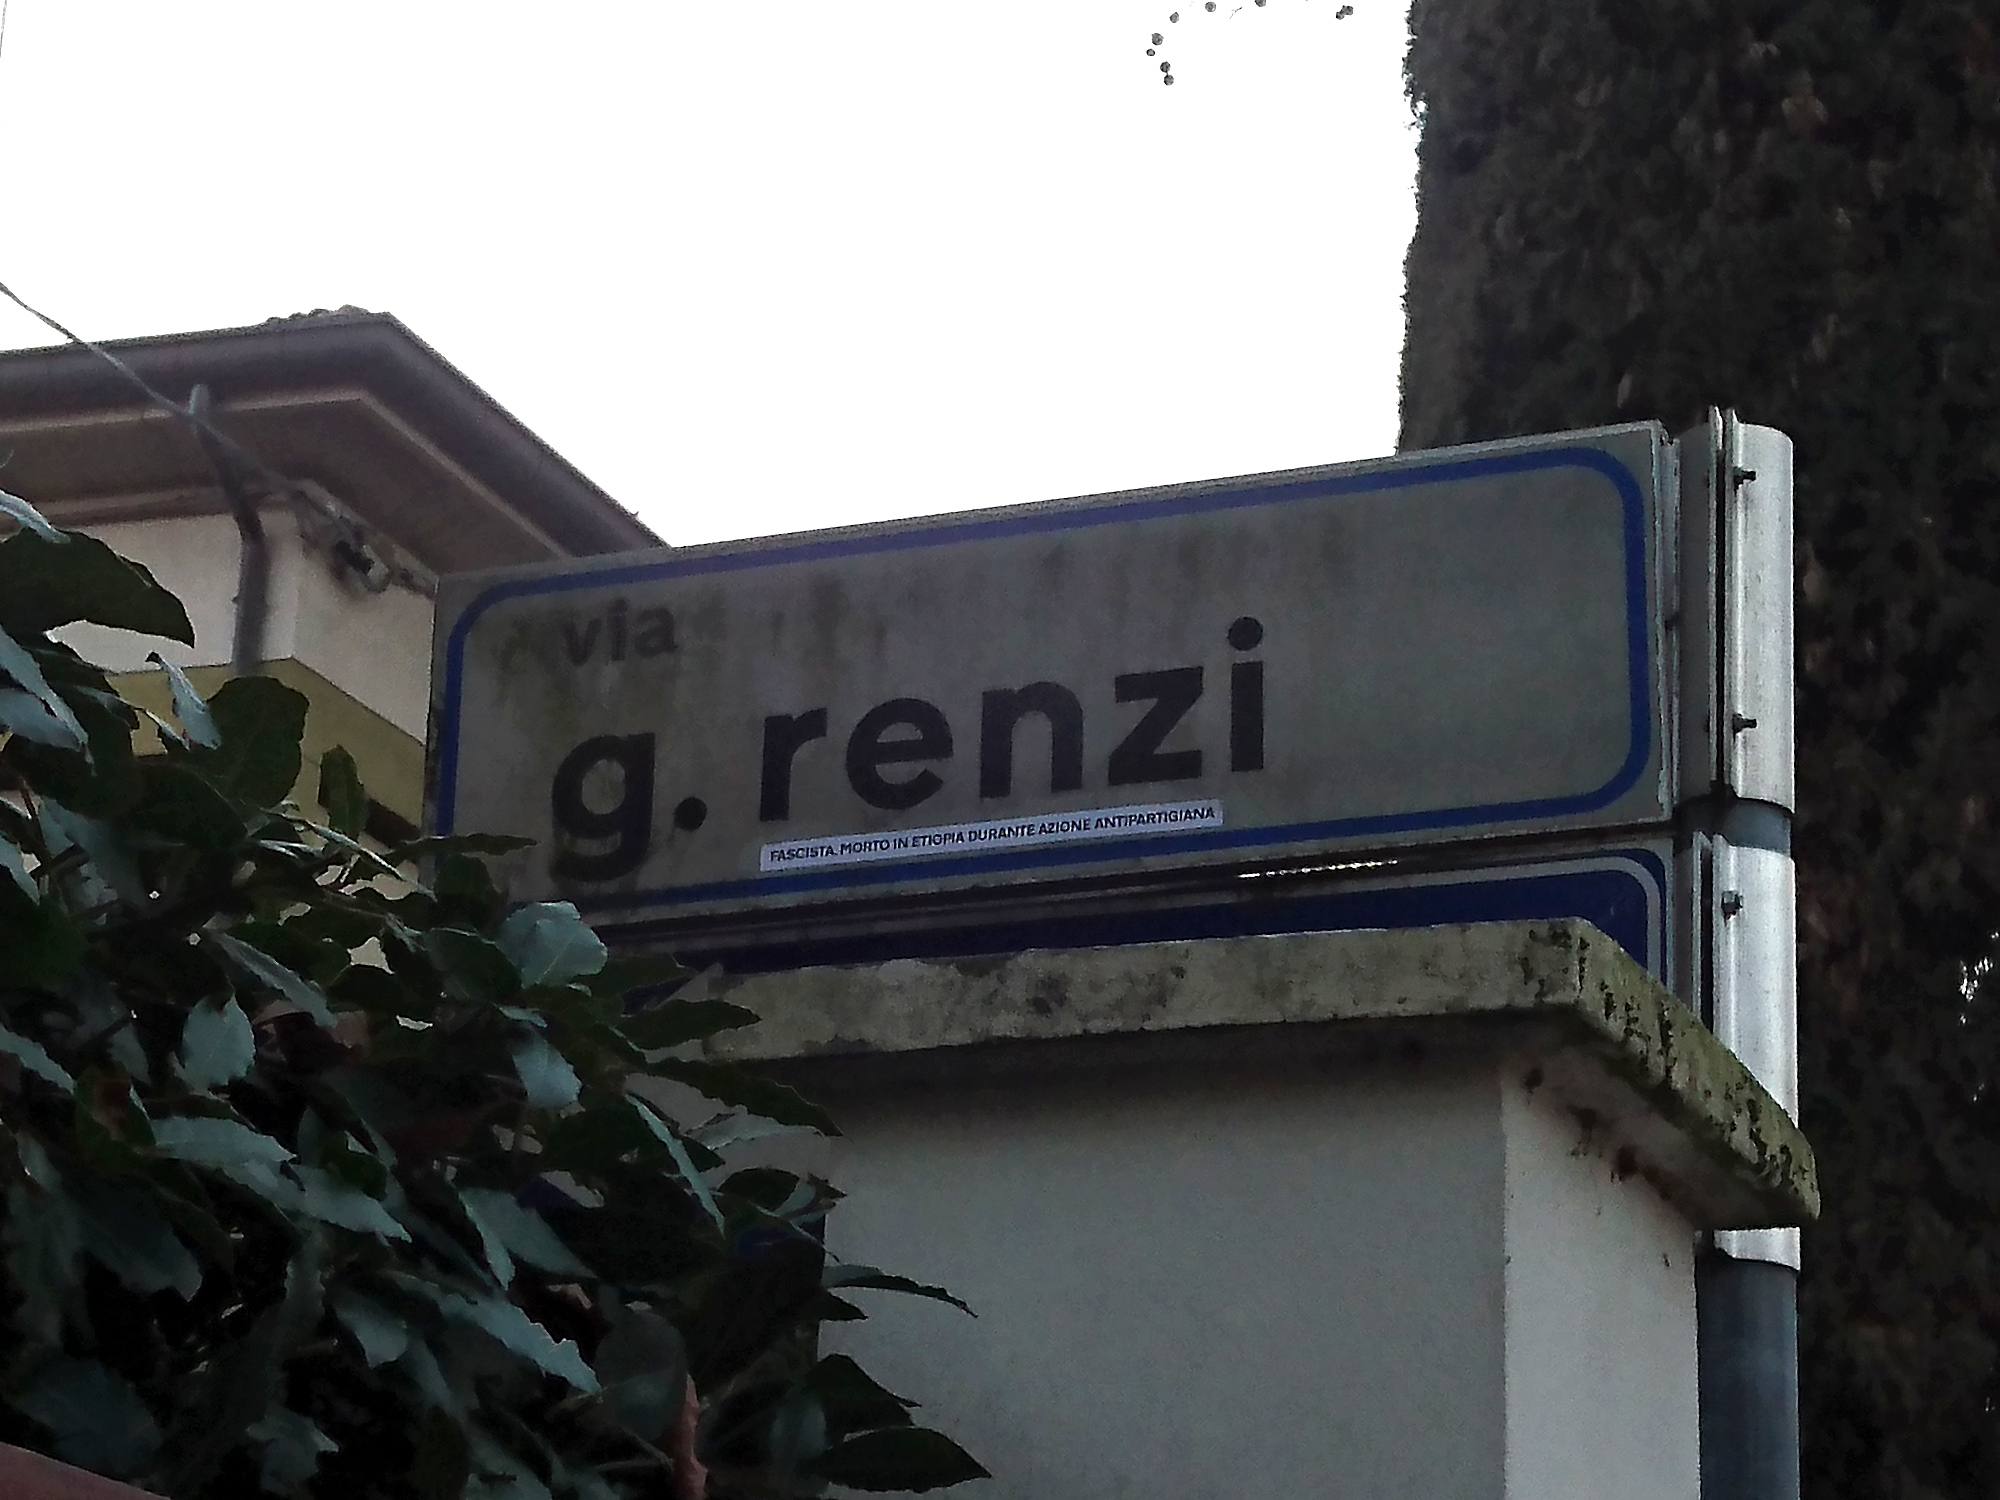 via
g. renzi
FASCISTA. MORTO IN ETIOPIA DURANTE AZIONE ANTIPARTIGIANA